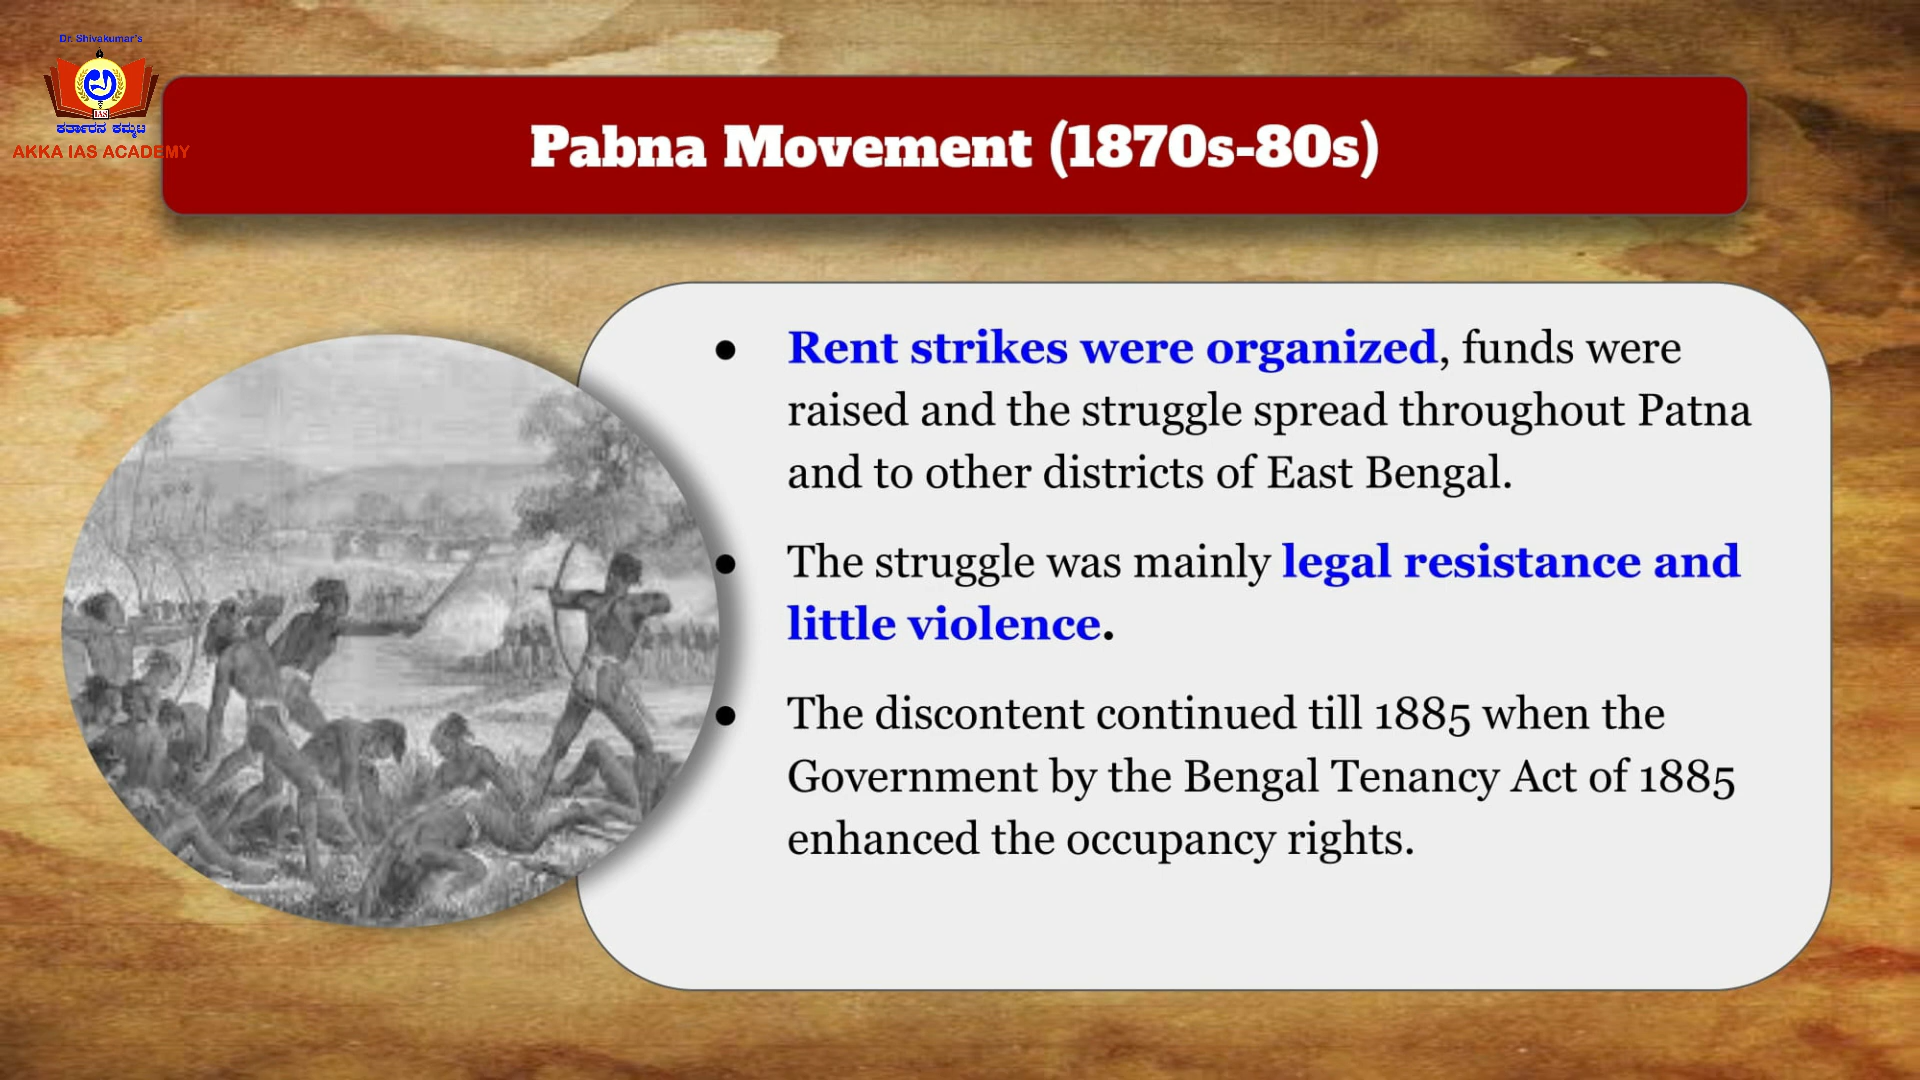 Dr. Shivakumar's
IAS
ಕರ್ತಾರನ ಕಮ್ಮಟ
AKKA IAS ACADEMY
Pabna Movement (1870s-80s)
● Rent strikes were organized, funds were
raised and the struggle spread throughout Patna
and to other districts of East Bengal.
● The struggle was mainly legal resistance and
little violence.
● The discontent continued till 1885 when the
Government by the Bengal Tenancy Act of 1885
enhanced the occupancy rights.